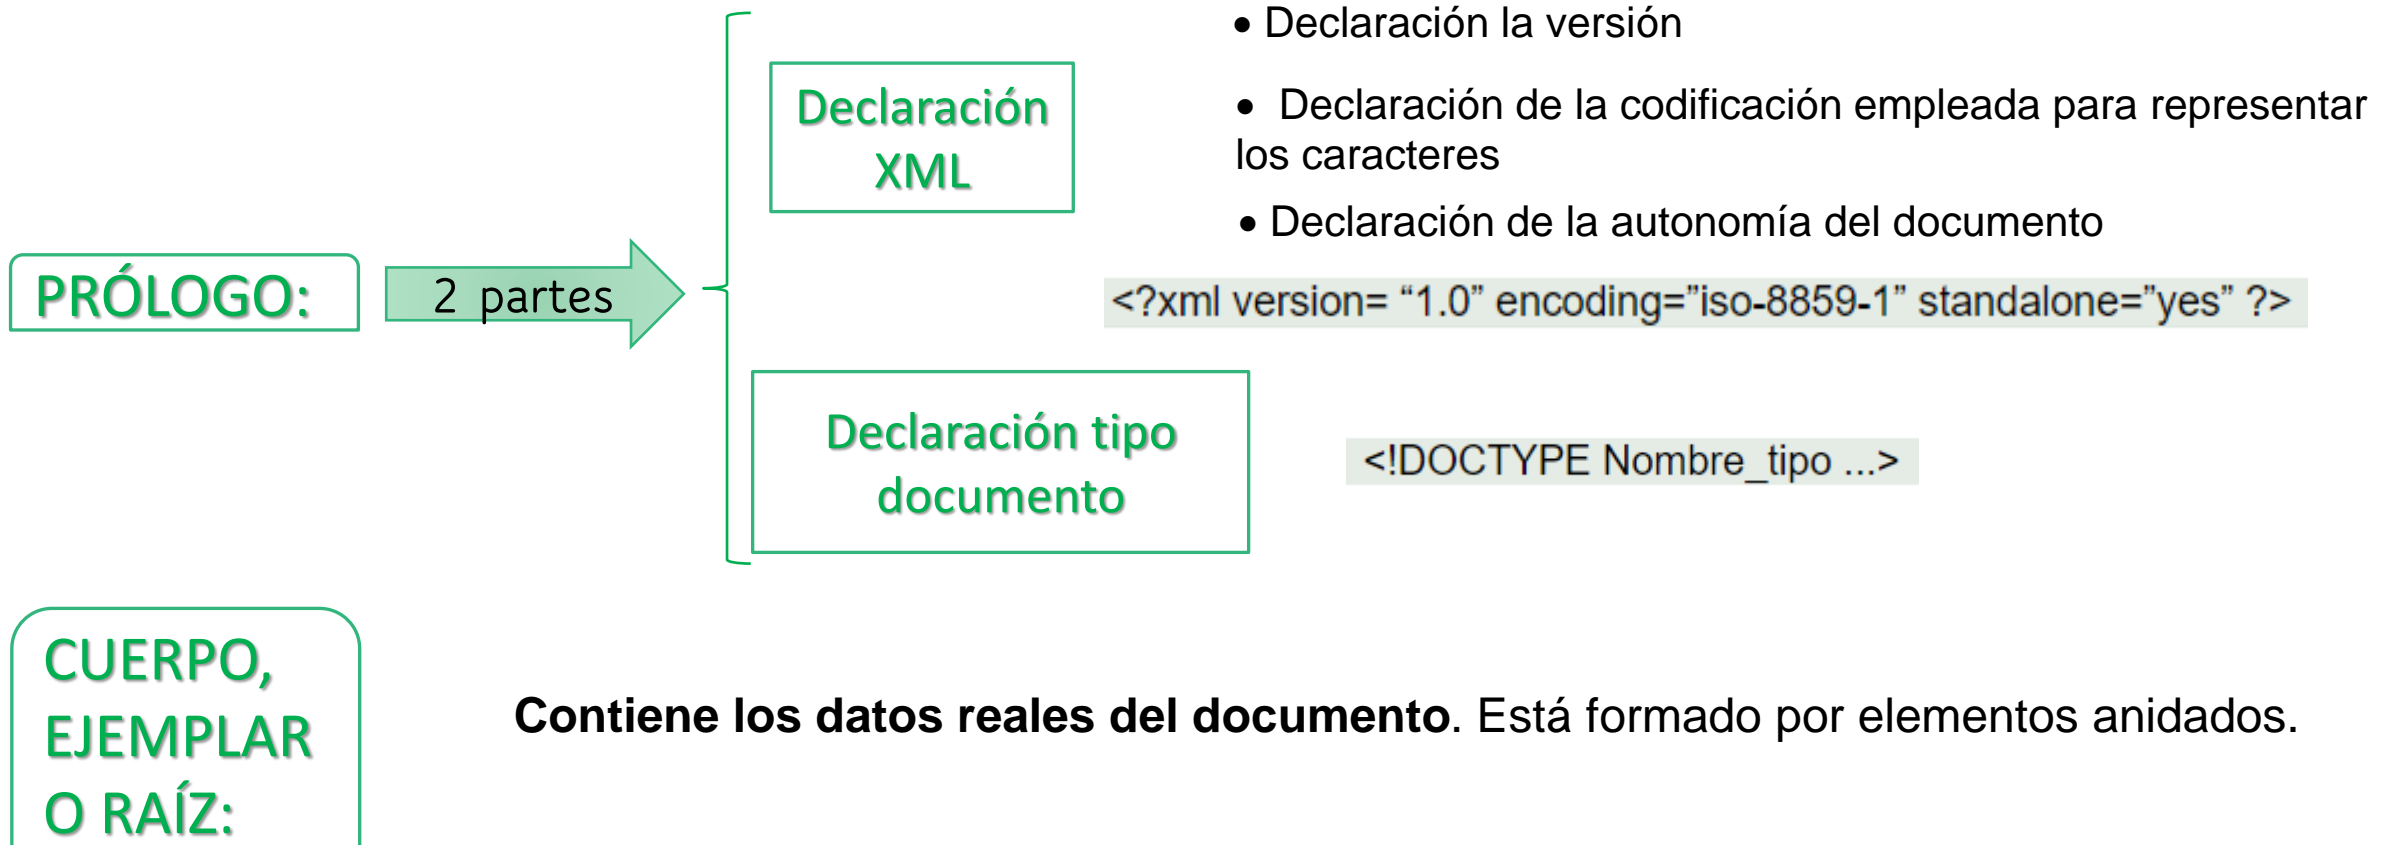 • Declaración la versión
Declaración
XML
• Declaración de la codificación empleada para representar
los caracteres
• Declaración de la autonomía del documento
PRÓLOGO:
2 partes
<?xml version= “1.0” encoding=”iso-8859-1” standalone=”yes” ?>
Declaración tipo
documento
<!DOCTYPE Nombre_tipo ...>
CUERPO,
EJEMPLAR
O RAÍZ:
Contiene los datos reales del documento. Está formado por elementos anidados.